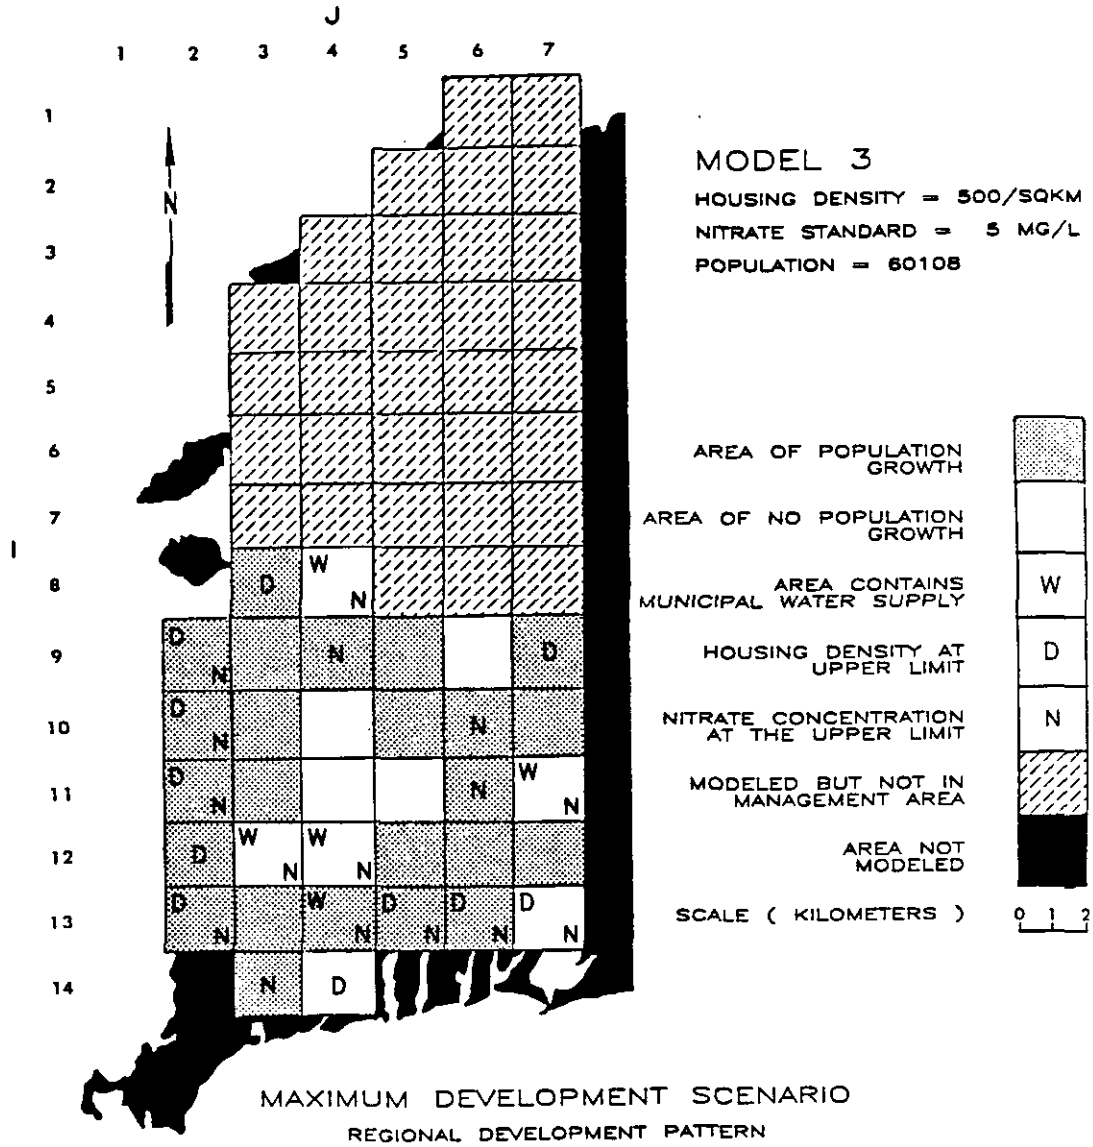 J
1 2 3 4 5 6 7
1
2
3
4
5
6
7
8
9
10
11
12
13
14
I
N
MODEL 3
HOUSING DENSITY = 500/SQKM
NITRATE STANDARD = 5 MG/L
POPULATION = 60108
D W N
D N N D
D N N
D N N W N
D W N W N
D N W N D N D N D N
N D
AREA OF POPULATION
GROWTH
AREA OF NO POPULATION
GROWTH
AREA CONTAINS
MUNICIPAL WATER SUPPLY
W
HOUSING DENSITY AT
UPPER LIMIT
D
NITRATE CONCENTRATION
AT THE UPPER LIMIT
N
MODELED BUT NOT IN
MANAGEMENT AREA
AREA NOT
MODELED
SCALE ( KILOMETERS )
0 1 2
MAXIMUM DEVELOPMENT SCENARIO
REGIONAL DEVELOPMENT PATTERN